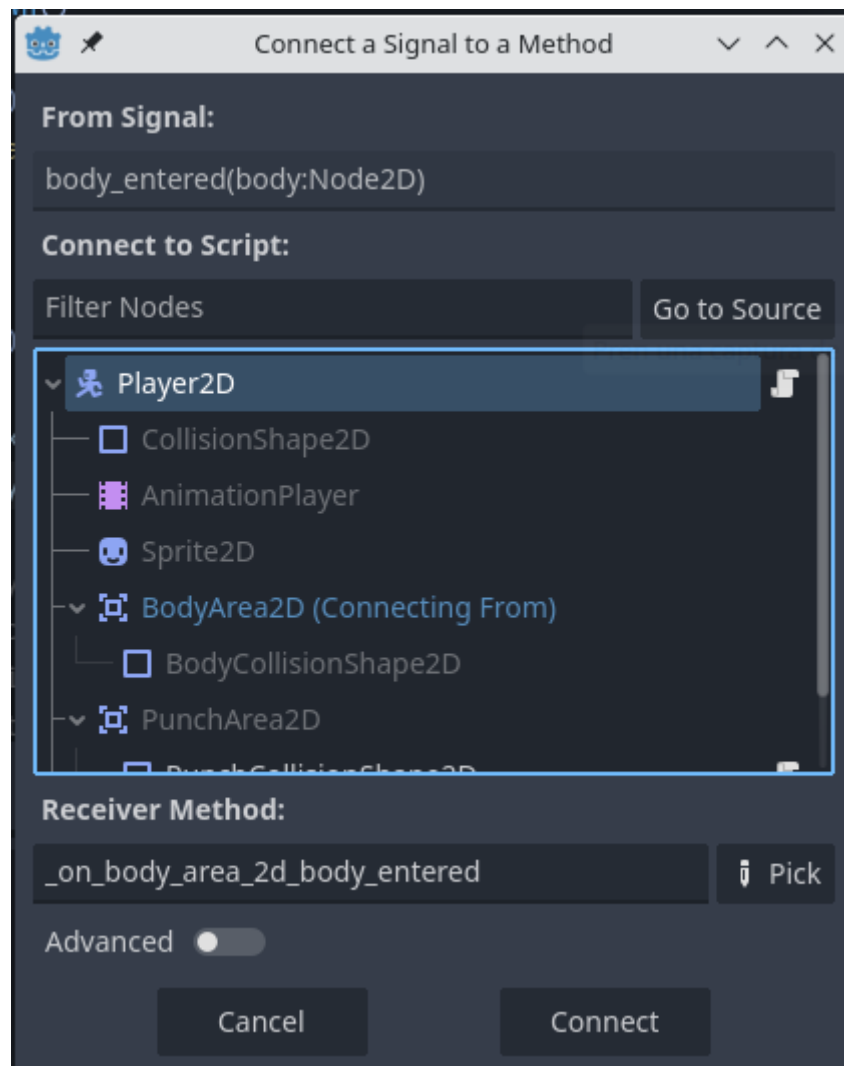 Connect a Signal to a Method
From Signal:
body_entered(body:Node2D)
Connect to Script:
Filter Nodes
Go to Source
Player2D
CollisionShape2D
AnimationPlayer
Sprite2D
BodyArea2D (Connecting From)
BodyCollisionShape2D
PunchArea2D
PunchCollisionShape2D
Receiver Method:
_on_body_area_2d_body_entered
Pick
Advanced
Cancel
Connect